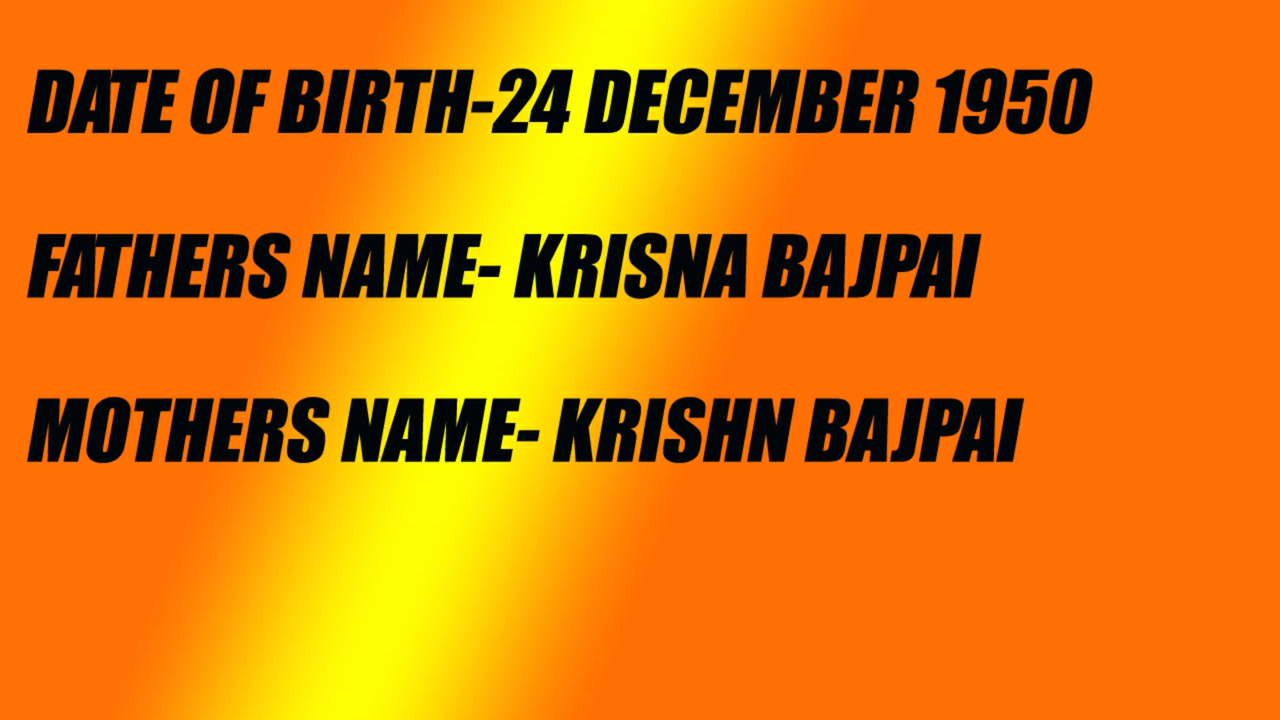 DATE OF BIRTH-24 DECEMBER 1950
FATHERS NAME- KRISNA BAJPAI
MOTHERS NAME- KRISHN BAJPAI